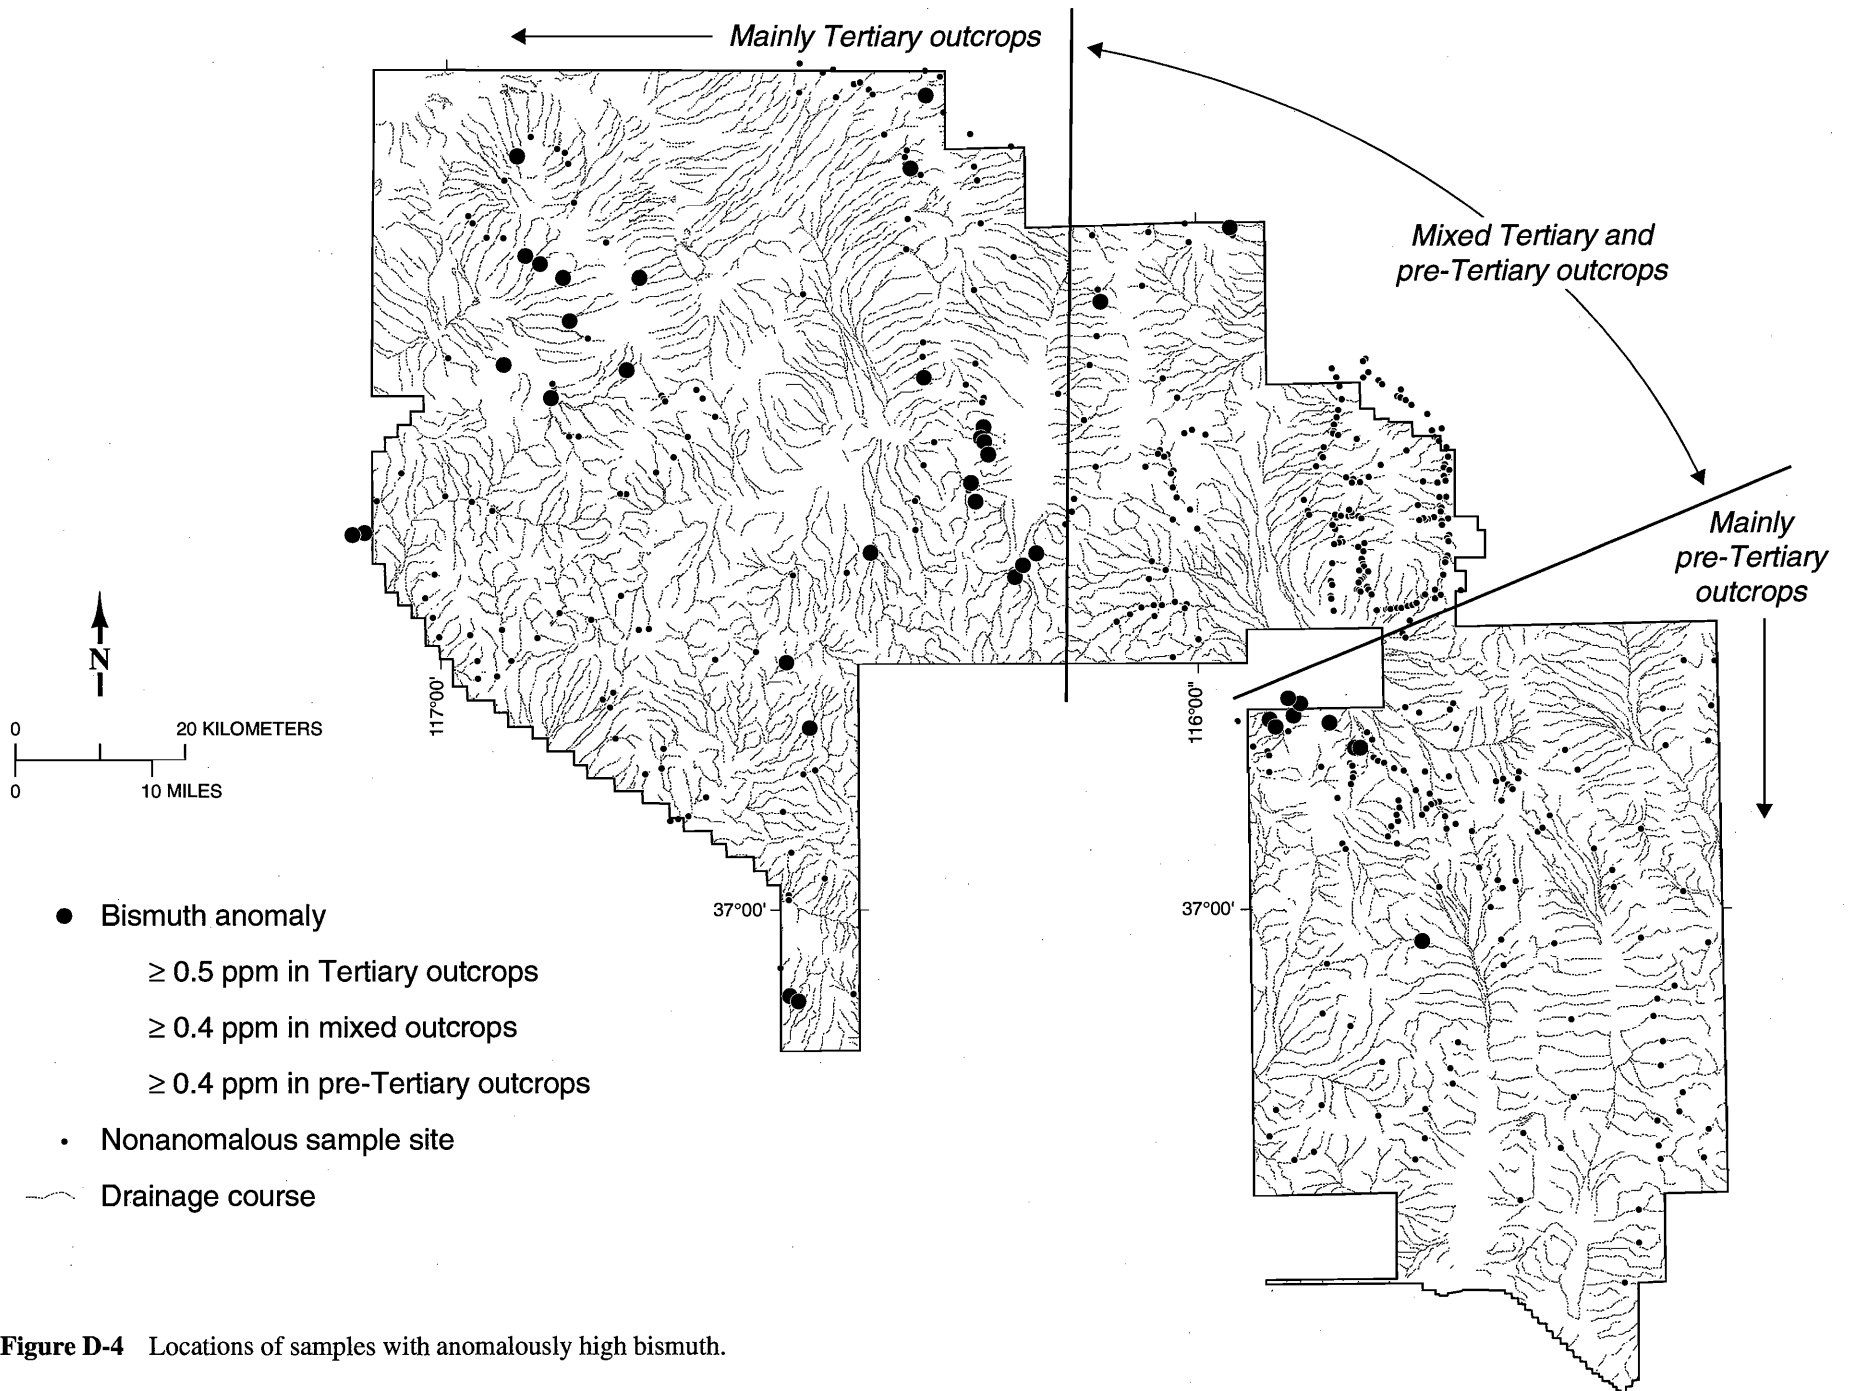 Mainly Tertiary outcrops
Mixed Tertiary and
pre-Tertiary outcrops
Mainly
pre-Tertiary
outcrops
N
0 20 KILOMETERS
0 10 MILES
117°00'
116°00"
37°00'
37°00'
Bismuth anomaly
≥ 0.5 ppm in Tertiary outcrops
≥ 0.4 ppm in mixed outcrops
≥ 0.4 ppm in pre-Tertiary outcrops
Nonanomalous sample site
Drainage course
Figure D-4 Locations of samples with anomalously high bismuth.